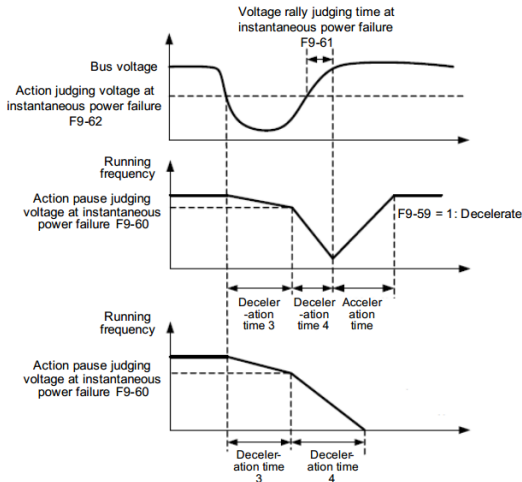 Voltage rally judging time at
instantaneous power failure
F9-61
Bus voltage
Action judging voltage at
instantaneous power failure
F9-62
Running
frequency
Action pause judging
voltage at instantaneous
power failure F9-60
F9-59 = 1: Decelerate
Deceler
-ation
time 3
Deceler
-ation
time 4
Acceler
ation
time
Running
frequency
Action pause judging
voltage at instantaneous
power failure F9-60
Deceler-
ation time
3
Deceler-
ation time
4